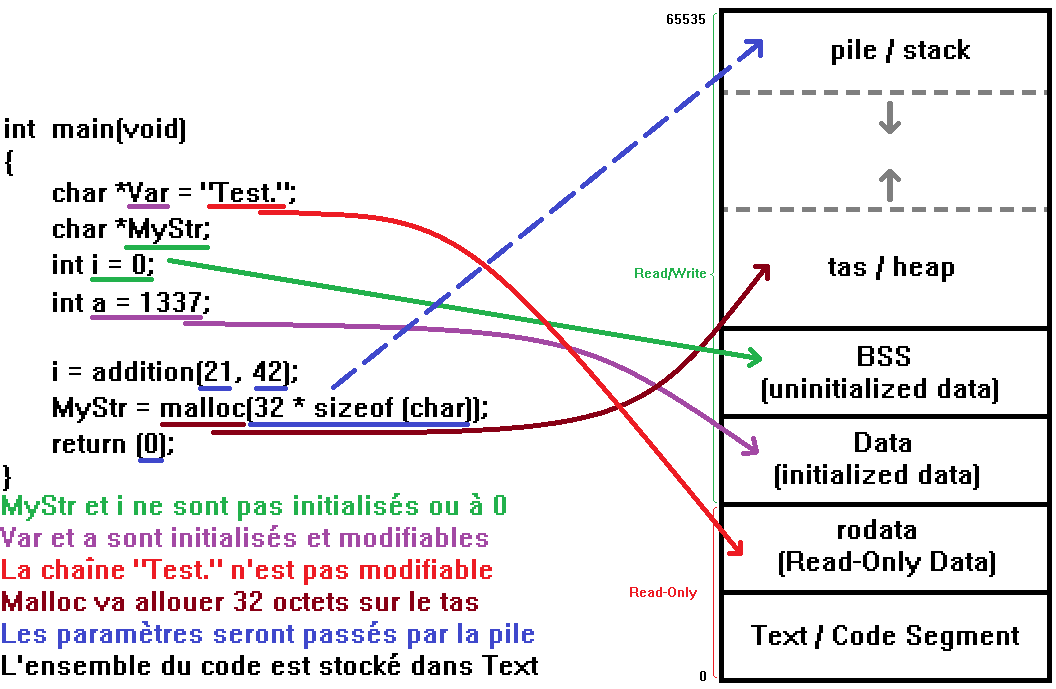 int main(void)
{
char *Var = "Test.";
char *MyStr;
int i = 0;
int a = 1337;
i = addition(21, 42);
MyStr = malloc(32 * sizeof (char));
return (0);
}
MyStr et i ne sont pas initialisés ou à 0
Var et a sont initialisés et modifiables
La chaîne "Test." n'est pas modifiable
Malloc va allouer 32 octets sur le tas
Les paramètres seront passés par la pile
L'ensemble du code est stocké dans Text
65535
pile / stack
Read/Write
tas / heap
BSS
(uninitialized data)
Data
(initialized data)
rodata
(Read-Only Data)
Read-Only
Text / Code Segment
0